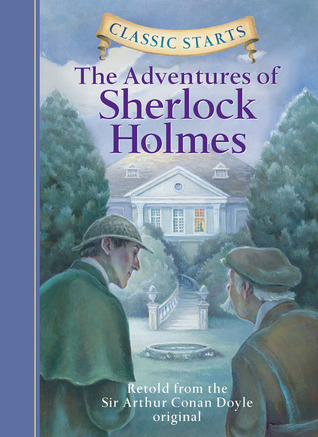 CLASSIC STARTS
The Adventures of
Sherlock
Holmes
Retold from the
Sir Arthur Conan Doyle
original